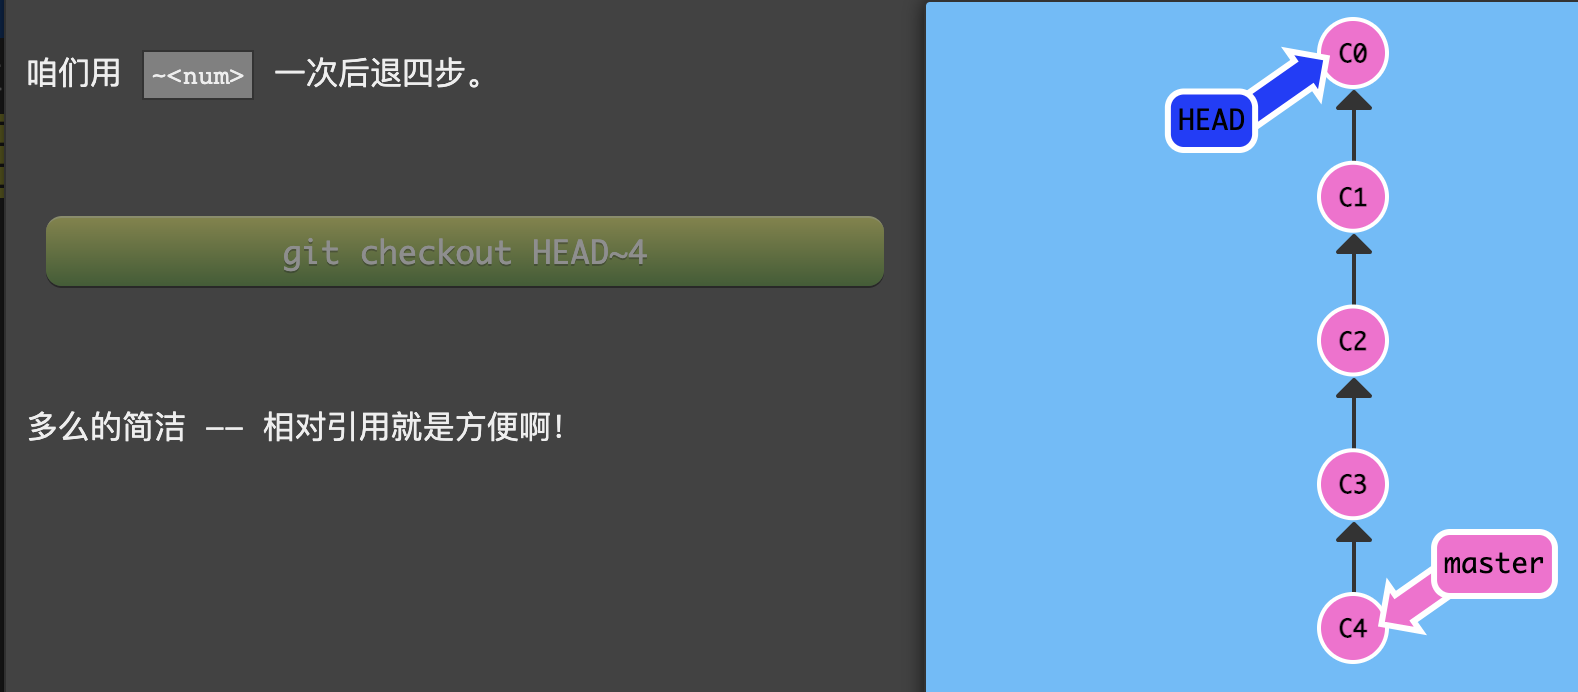 咱们用 ~<num> 一次后退四步。
git checkout HEAD~4
多么的简洁 —— 相对引用就是方便啊！
C0
HEAD
C1
C2
C3
master
C4